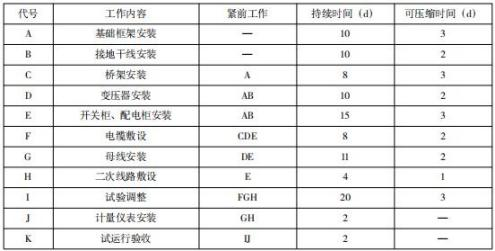 代号 工作内容 紧前工作 持续时间（d） 可压缩时间（d）
A 基础框架安装 — 10 3
B 接地干线安装 — 10 2
C 桥架安装 A 8 3
D 变压器安装 AB 10 2
E 开关柜、配电柜安装 AB 15 3
F 电缆敷设 CDE 8 2
G 母线安装 DE 11 2
H 二次线路敷设 E 4 1
I 试验调整 FGH 20 3
J 计量仪表安装 GH 2 —
K 试运行验收 IJ 2 —